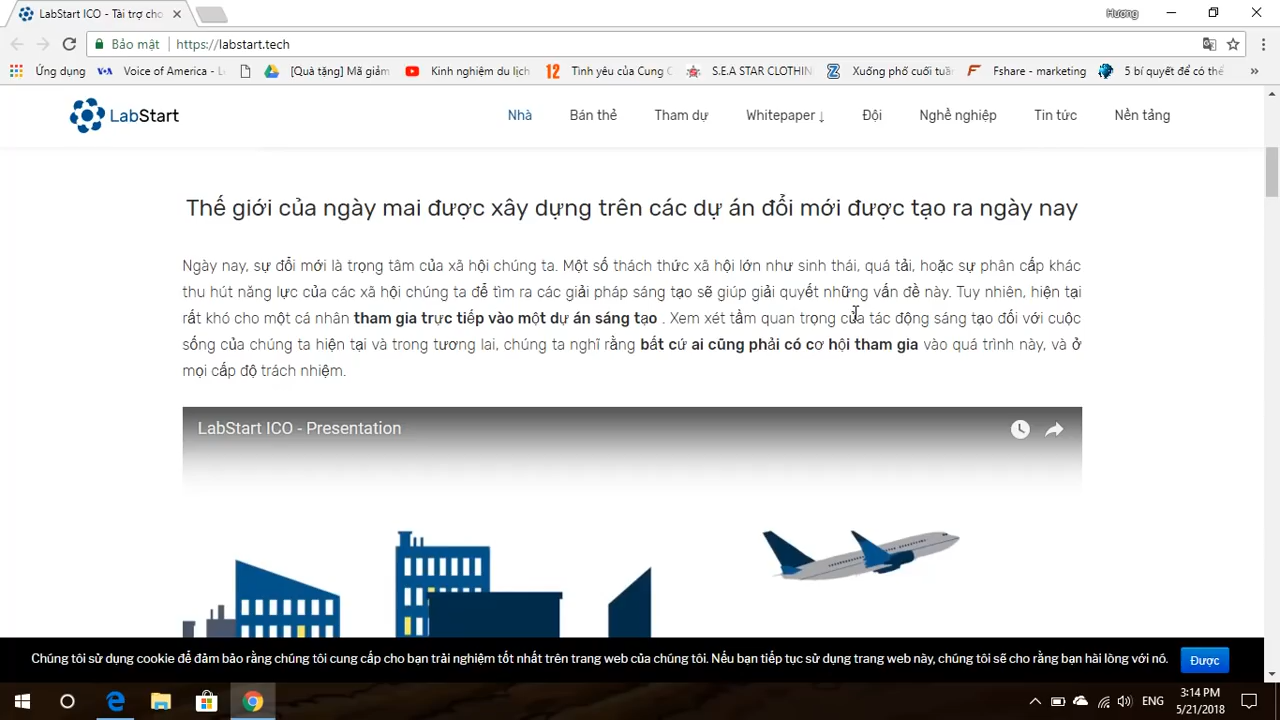 LabStart ICO - Tài trợ cho
Hương
Bảo mật
https://labstart.tech
Ứng dụng
Voice of America - L
[Quà tặng] Mã giảm
Kinh nghiệm du lịch
12
Tình yêu của Cung
S.E.A STAR CLOTHIN
Xuống phố cuối tuần
Fshare - marketing
5 bí quyết để có thể
LabStart
Nhà
Bán thẻ
Tham dự
Whitepaper ↓
Đội
Nghề nghiệp
Tin tức
Nền tảng
Thế giới của ngày mai được xây dựng trên các dự án đổi mới được tạo ra ngày nay
Ngày nay, sự đổi mới là trọng tâm của xã hội chúng ta. Một số thách thức xã hội lớn như sinh thái, quá tải, hoặc sự phân cấp khác
thu hút năng lực của các xã hội chúng ta để tìm ra các giải pháp sáng tạo sẽ giúp giải quyết những vấn đề này. Tuy nhiên, hiện tại
rất khó cho một cá nhân tham gia trực tiếp vào một dự án sáng tạo . Xem xét tầm quan trọng của tác động sáng tạo đối với cuộc
sống của chúng ta hiện tại và trong tương lai, chúng ta nghĩ rằng bất cứ ai cũng phải có cơ hội tham gia vào quá trình này, và ở
mọi cấp độ trách nhiệm.
LabStart ICO - Presentation
Chúng tôi sử dụng cookie để đảm bảo rằng chúng tôi cung cấp cho bạn trải nghiệm tốt nhất trên trang web của chúng tôi. Nếu bạn tiếp tục sử dụng trang web này, chúng tôi sẽ cho rằng bạn hài lòng với nó.
Được
ENG
3:14 PM
5/21/2018